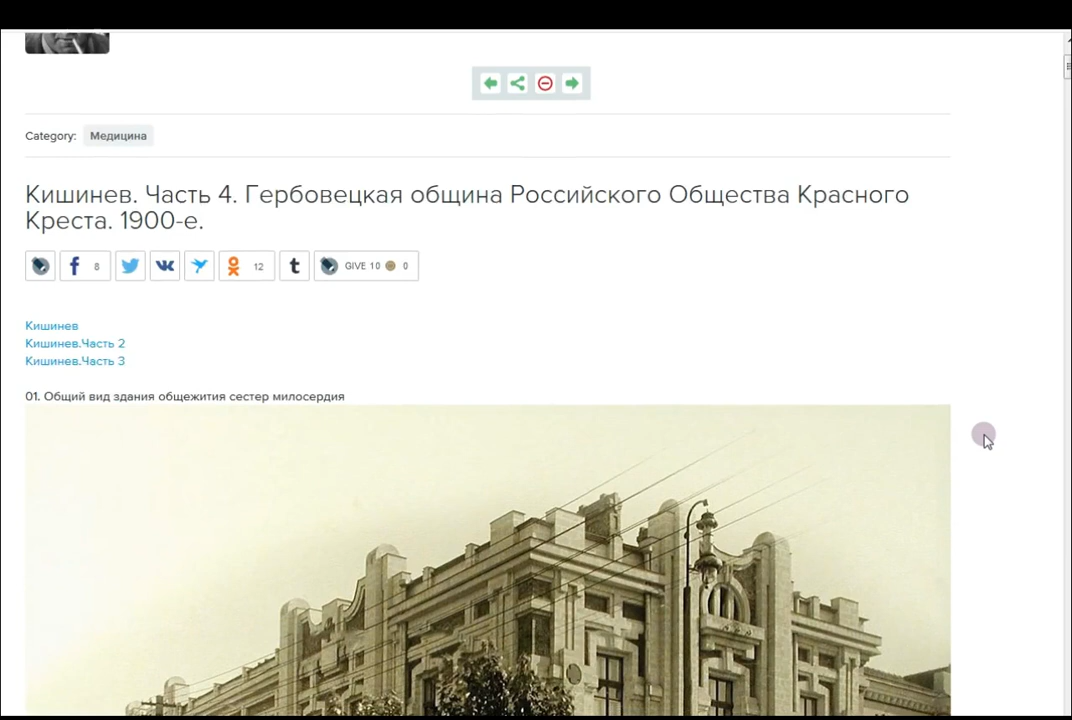 Category: Медицина
Кишинев. Часть 4. Гербовецкая община Российского Общества Красного
Креста. 1900-е.
8 12 t GIVE 10 0
Кишинев
Кишинев.Часть 2
Кишинев.Часть 3
01. Общий вид здания общежития сестер милосердия